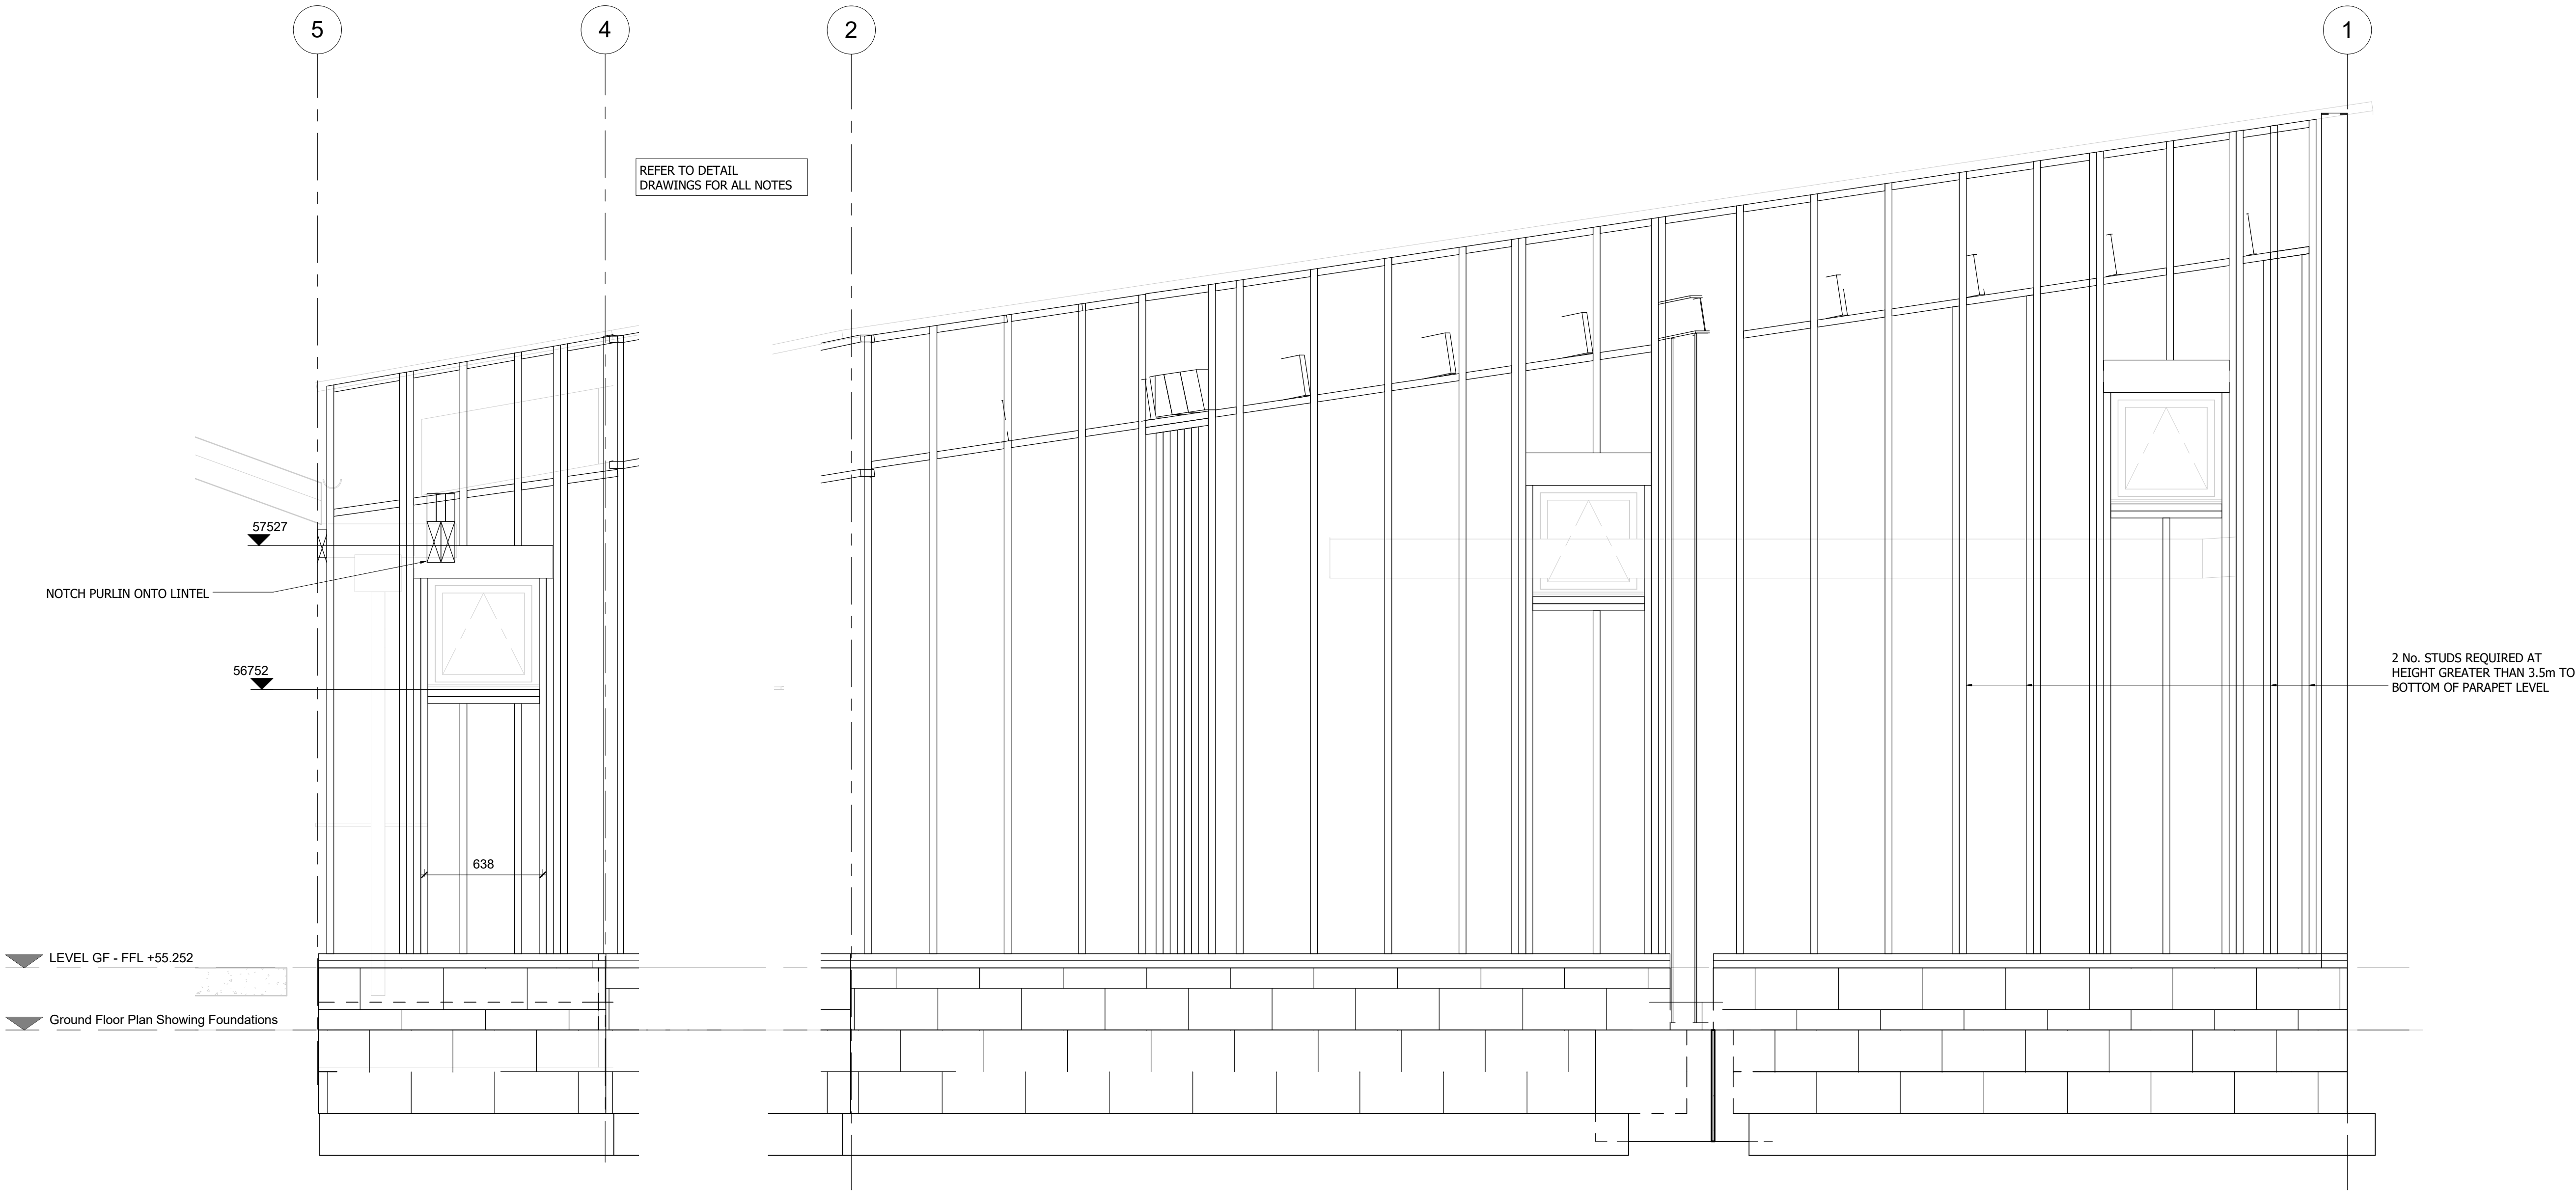 5
4
2
1
REFER TO DETAIL
DRAWINGS FOR ALL NOTES
57527
NOTCH PURLIN ONTO LINTEL
56752
2 No. STUDS REQUIRED AT
HEIGHT GREATER THAN 3.5m TO
BOTTOM OF PARAPET LEVEL
638
LEVEL GF - FFL +55.252
Ground Floor Plan Showing Foundations